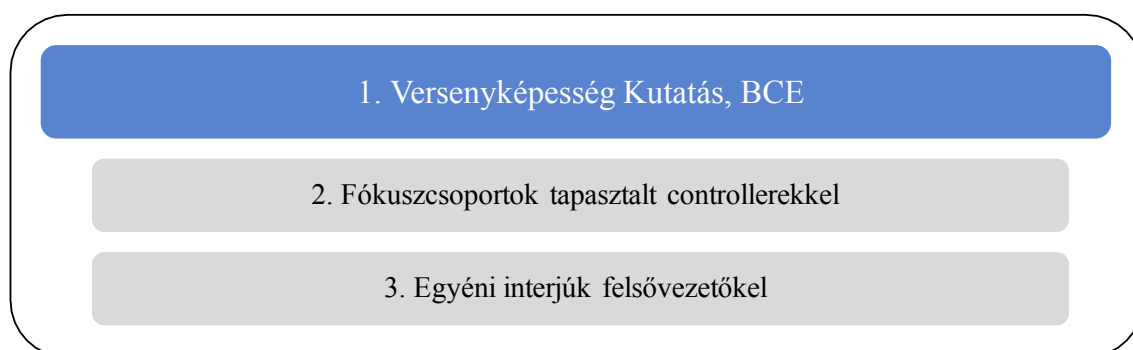 1. Versenyképesség Kutatás, BCE
2. Fókuszcsoportok tapasztalt controllerekkel
3. Egyéni interjúk felsővezetőkel